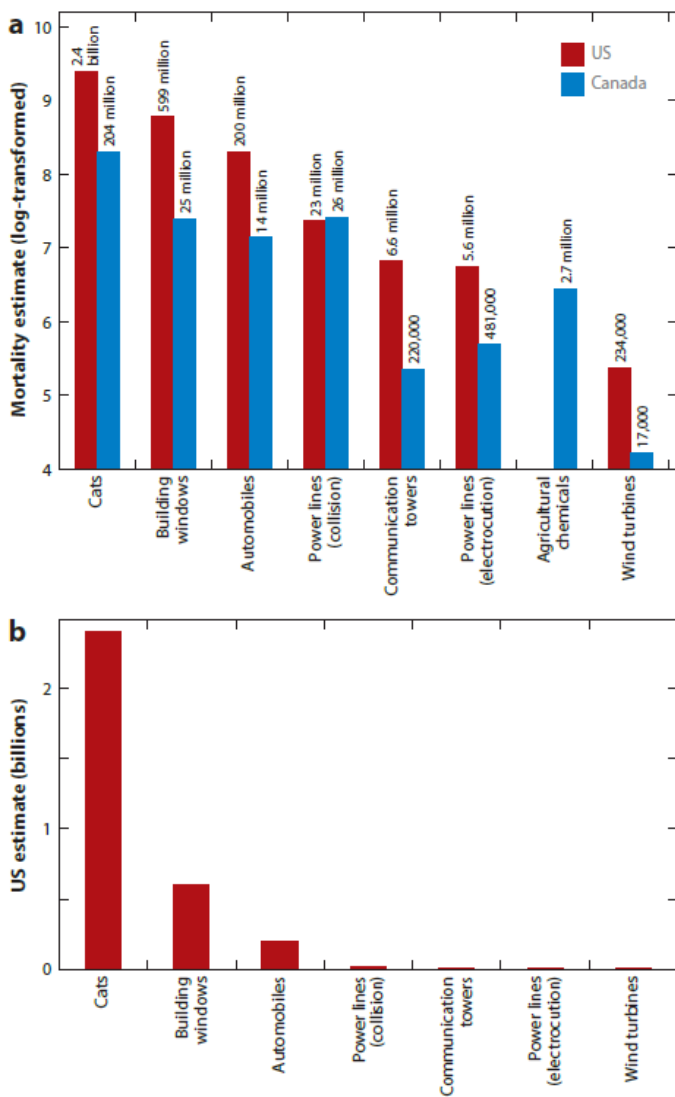 a
Mortality estimate (log-transformed)
10
9
8
7
6
5
4
US
Canada
2.4
billion
204 million
599 million
25 million
200 million
14 million
23 million
26 million
6.6 million
220,000
5.6 million
481,000
2.7 million
234,000
17,000
Cats
Building
windows
Automobiles
Power lines
(collision)
Communication
towers
Power lines
(electrocution)
Agricultural
chemicals
Wind turbines
b
US estimate (billions)
2
1
0
Cats
Building
windows
Automobiles
Power lines
(collision)
Communication
towers
Power lines
(electrocution)
Wind turbines